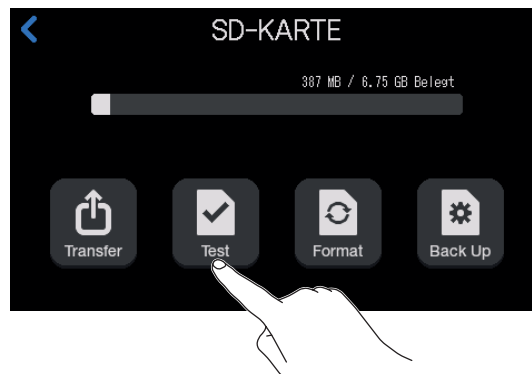 SD-KARTE
387 MB / 6.75 GB Belegt
Transfer
Test
Format
Back Up